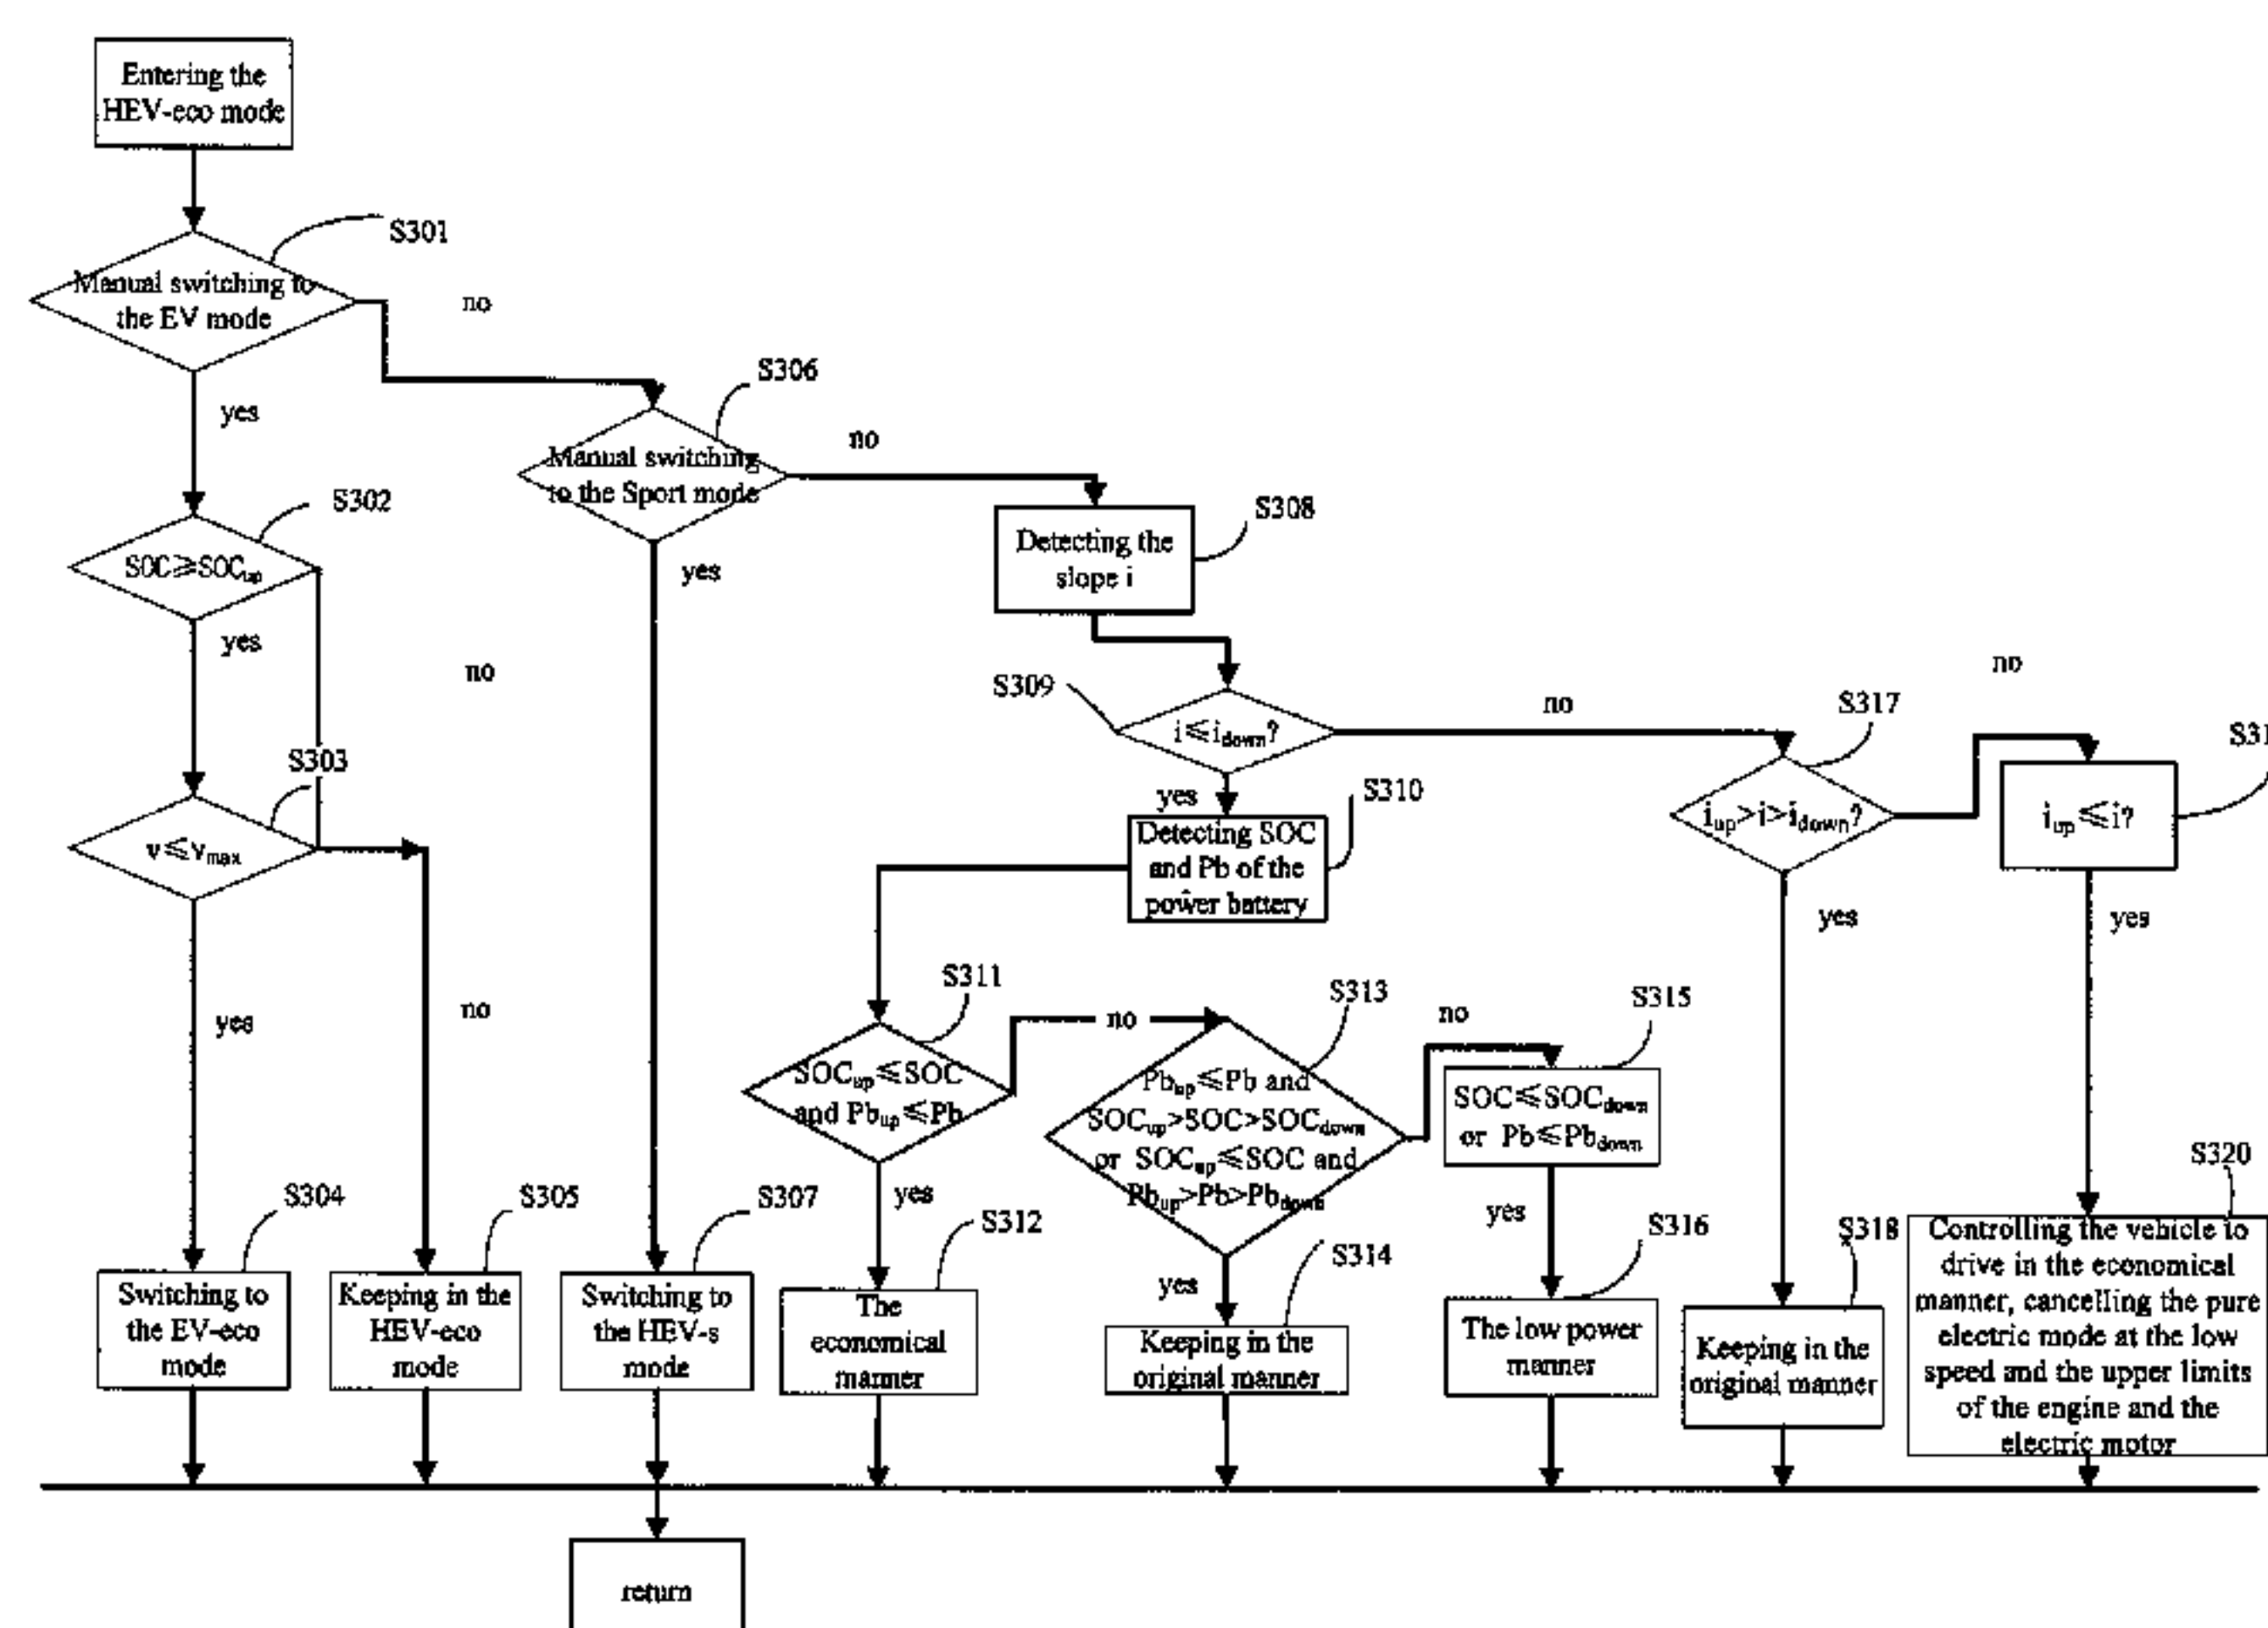 Entering the
HEV-eco mode
S301
Manual switching to
the EV mode
no
yes
S306
Manual switching
to the Sport mode
no
yes
S302
SOC≥SOCup
yes
no
S308
Detecting the
slope i
S309
i≤idown?
no
yes
S317
iup>i>idown?
no
yes
iup≤i?
yes
S303
v≤vmax
yes
no
S310
Detecting SOC
and Pb of the
power battery
S311
SOCup≤SOC
and Pbup≤Pb
no
yes
S313
Pbup≤Pb and
SOCup>SOC>SOCdown
or SOCup≤SOC and
Pbup>Pb>Pbdown
no
yes
S315
SOC≤SOCdown
or Pb≤Pbdown
yes
S304
Switching to
the EV-eco
mode
S305
Keeping in the
HEV-eco
mode
S307
Switching to
the HEV-s
mode
S312
The
economical
manner
S314
Keeping in the
original manner
S316
The low power
manner
S318
Keeping in the
original manner
S320
Controlling the vehicle to
drive in the economical
manner, cancelling the pure
electric mode at the low
speed and the upper limits
of the engine and the
electric motor
return